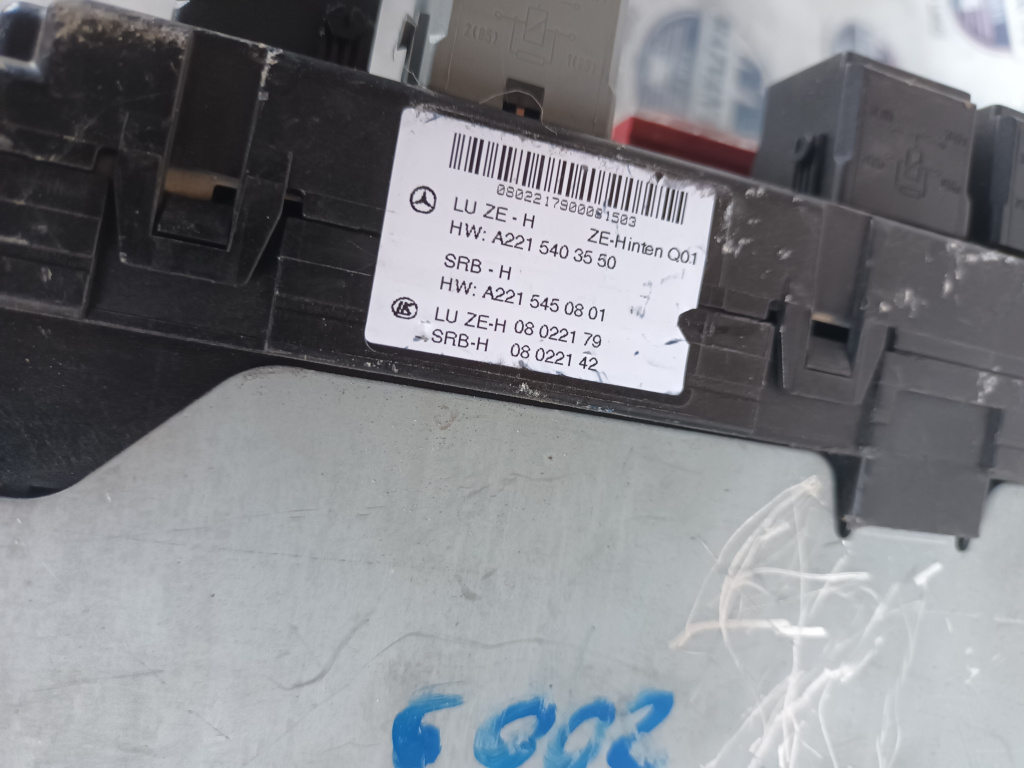 0802217900081503
LU ZE - H ZE-Hinten Q01
HW: A221 540 35 50
SRB - H
HW: A221 545 08 01
LU ZE-H 08 0221 79
SRB-H 08 0221 42